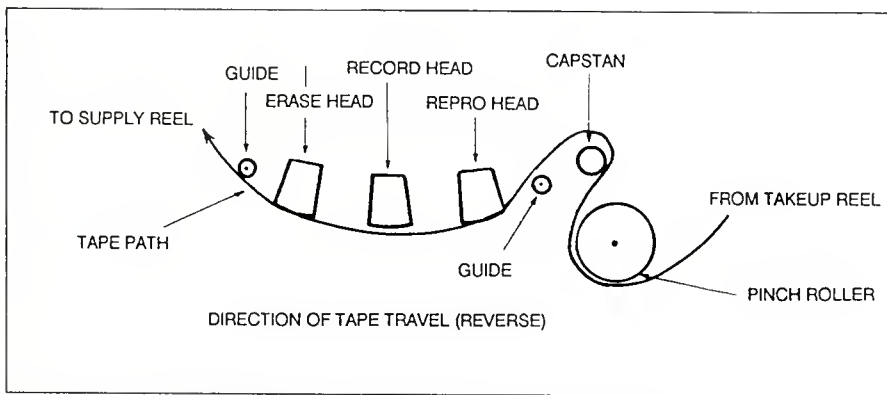 RECORD HEAD
CAPSTAN
GUIDE
ERASE HEAD
REPRO HEAD
TO SUPPLY REEL
FROM TAKEUP REEL
TAPE PATH
GUIDE
PINCH ROLLER
DIRECTION OF TAPE TRAVEL (REVERSE)